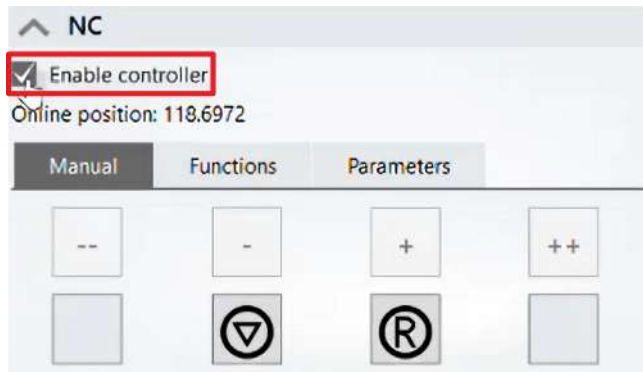 NC
Enable controller
Online position: 118.6972
Manual Functions Parameters
-- - + ++
R